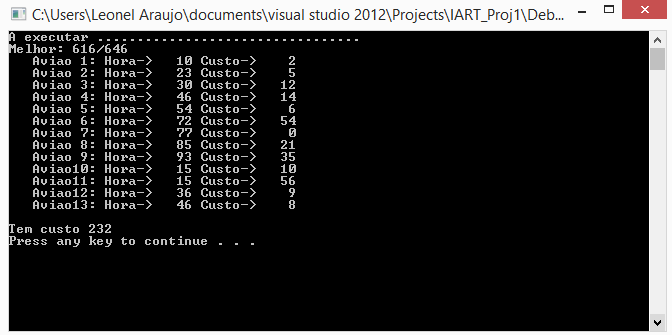 C:\Users\Leonel Araujo\documents\visual studio 2012\Projects\IART_Proj1\Deb...
A executar .................................
Melhor: 616/646
Aviao 1: Hora-> 10 Custo-> 2
Aviao 2: Hora-> 23 Custo-> 5
Aviao 3: Hora-> 30 Custo-> 12
Aviao 4: Hora-> 46 Custo-> 14
Aviao 5: Hora-> 54 Custo-> 6
Aviao 6: Hora-> 72 Custo-> 54
Aviao 7: Hora-> 77 Custo-> 0
Aviao 8: Hora-> 85 Custo-> 21
Aviao 9: Hora-> 93 Custo-> 35
Aviao10: Hora-> 15 Custo-> 10
Aviao11: Hora-> 15 Custo-> 56
Aviao12: Hora-> 36 Custo-> 9
Aviao13: Hora-> 46 Custo-> 8
Tem custo 232
Press any key to continue . . .